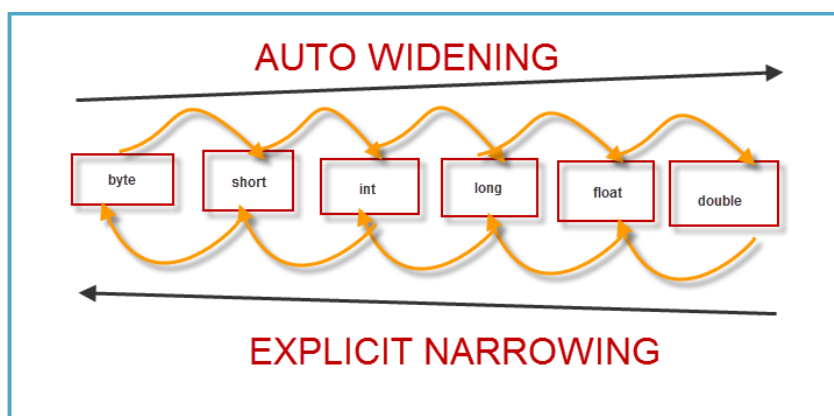 AUTO WIDENING
byte short int long float double
EXPLICIT NARROWING